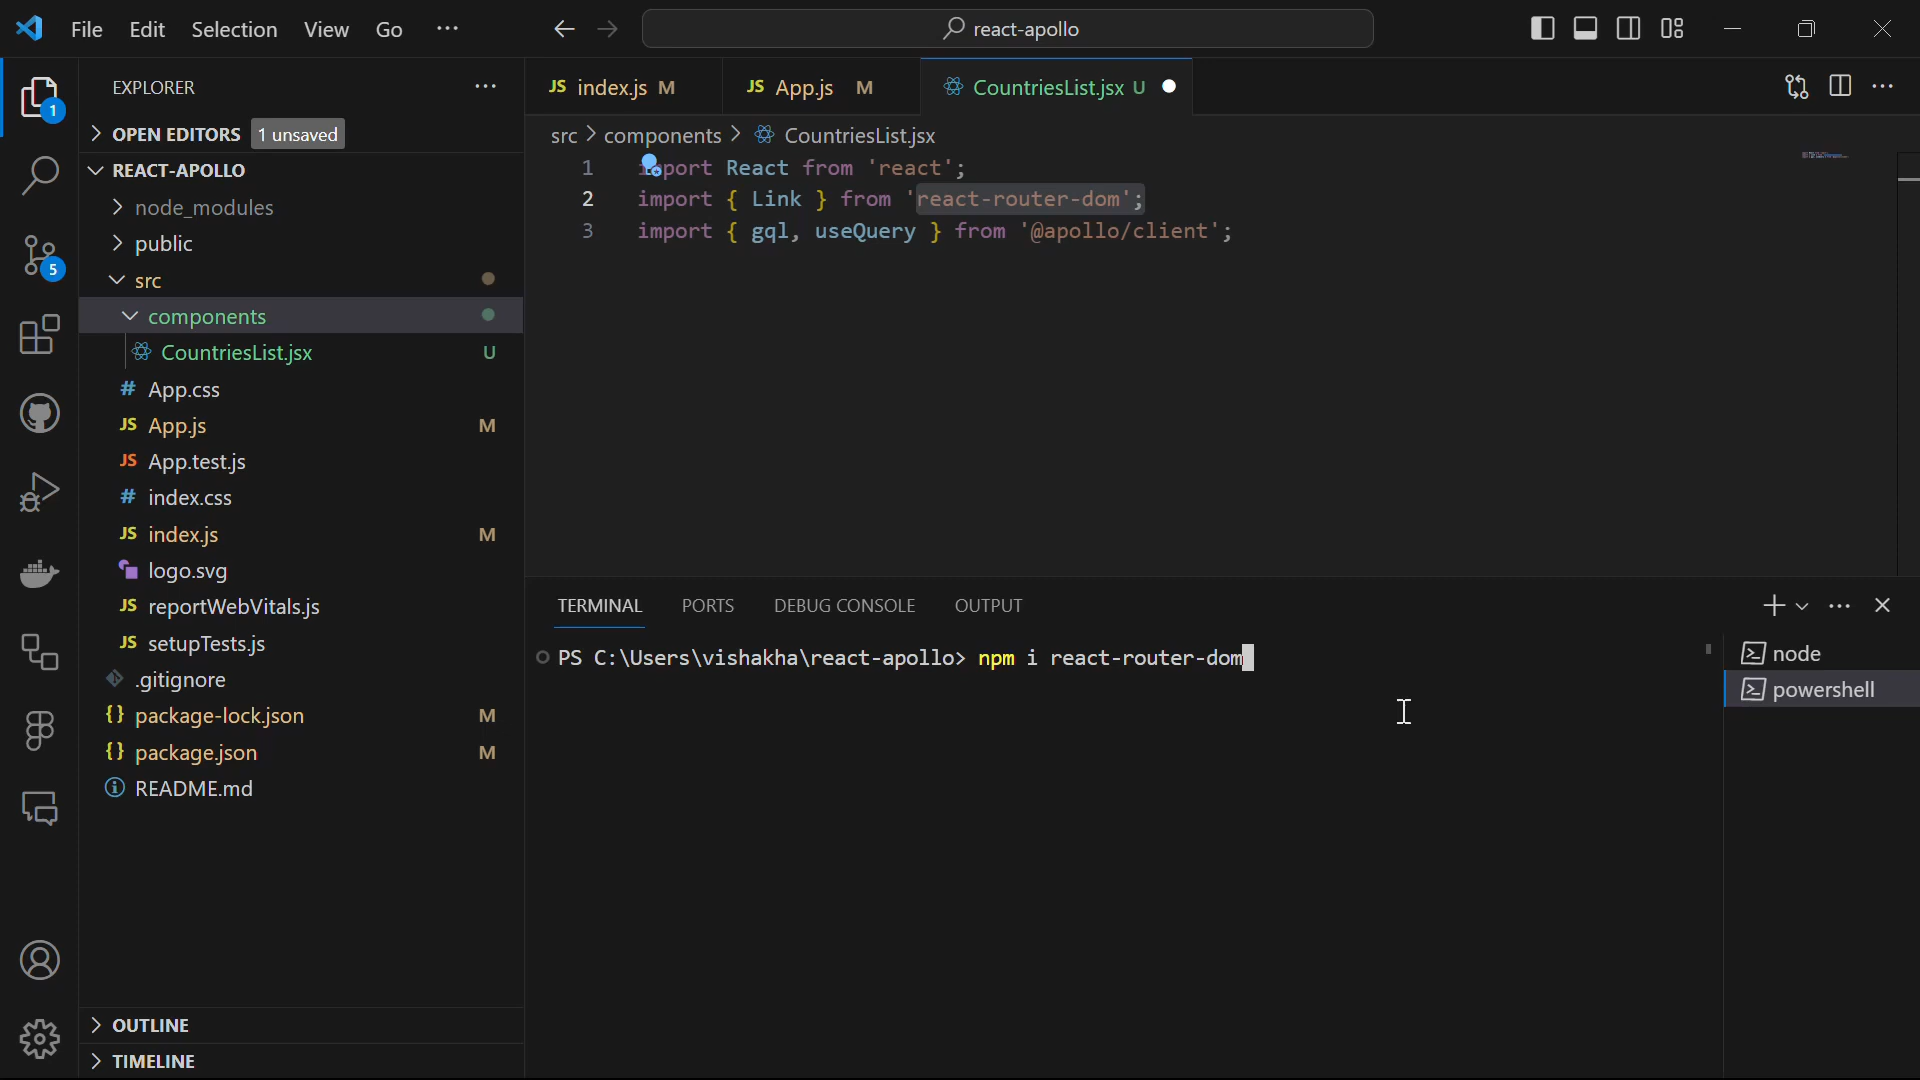 File Edit Selection View Go ···
react-apollo
EXPLORER
OPEN EDITORS 1 unsaved
REACT-APOLLO
node_modules
public
src
components
CountriesList.jsx U
# App.css
JS App.js M
JS App.test.js
# index.css
JS index.js M
logo.svg
JS reportWebVitals.js
JS setupTests.js
.gitignore
{} package-lock.json M
{} package.json M
README.md
OUTLINE
TIMELINE
1
5
JS index.js M
JS App.js M
CountriesList.jsx U
src > components > CountriesList.jsx
1 import React from 'react';
2 import { Link } from 'react-router-dom';
3 import { gql, useQuery } from '@apollo/client';
TERMINAL PORTS DEBUG CONSOLE OUTPUT
PS C:\Users\vishakha\react-apollo> npm i react-router-dom
node
powershell